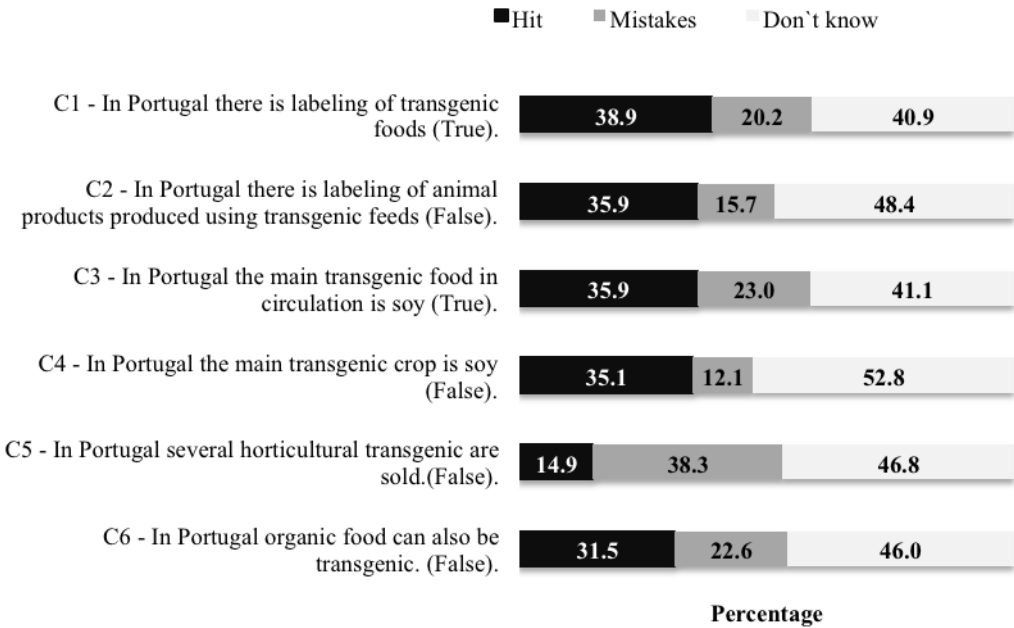 Hit Mistakes Don`t know
C1 - In Portugal there is labeling of transgenic
foods (True).
38.9 20.2 40.9
C2 - In Portugal there is labeling of animal
products produced using transgenic feeds (False).
35.9 15.7 48.4
C3 - In Portugal the main transgenic food in
circulation is soy (True).
35.9 23.0 41.1
C4 - In Portugal the main transgenic crop is soy
(False).
35.1 12.1 52.8
C5 - In Portugal several horticultural transgenic are
sold.(False).
14.9 38.3 46.8
C6 - In Portugal organic food can also be
transgenic. (False).
31.5 22.6 46.0
Percentage